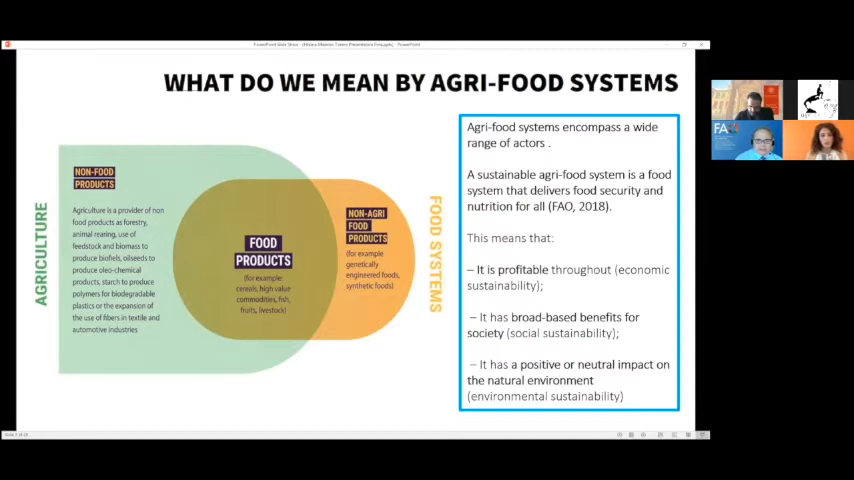 WHAT DO WE MEAN BY AGRI-FOOD SYSTEMS
AGRICULTURE
NON-FOOD
PRODUCTS
Agriculture is a provider of non
food products as forestry,
animal rearing, use of
feedstock and biomass to
produce biofiels, oilseeds to
produce oleo-chemical
products, starch to produce
polymers for biodegradable
plastics or the expansion of
the use of fibers in textile and
automotive industries
FOOD
PRODUCTS
(for example:
cereals, high value
commodities, fish,
fruits, livestock)
NON-AGRI
FOOD
PRODUCTS
(for example
genetically
engineered foods,
synthetic foods)
FOOD SYSTEMS
Agri-food systems encompass a wide
range of actors .
A sustainable agri-food system is a food
system that delivers food security and
nutrition for all (FAO, 2018).
This means that:
– It is profitable throughout (economic
sustainability);
– It has broad-based benefits for
society (social sustainability);
– It has a positive or neutral impact on
the natural environment
(environmental sustainability)